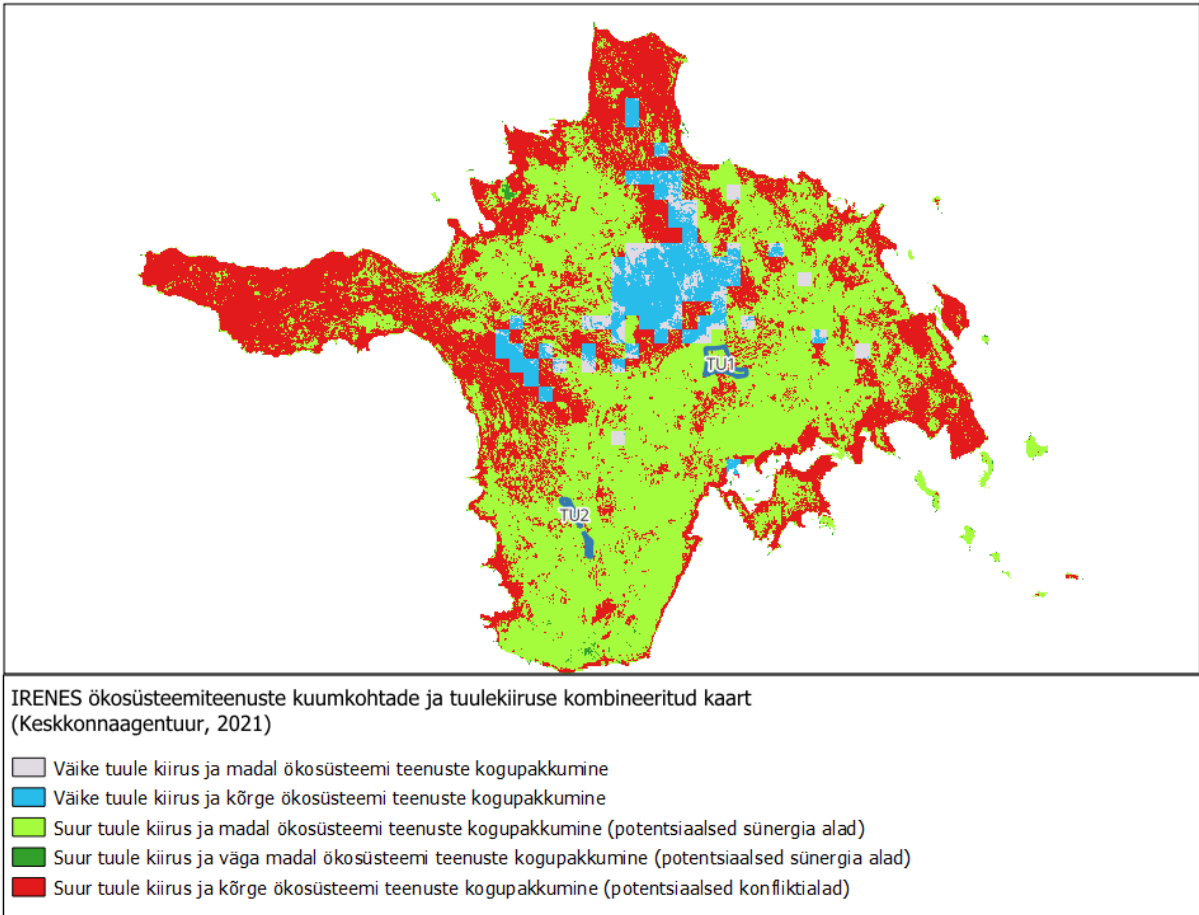 TU1
TU2
IRENES ökosüsteemiteenuste kuumkohtade ja tuulekiiruse kombineeritud kaart
(Keskkonnaagentuur, 2021)
Väike tuule kiirus ja madal ökosüsteemi teenuste kogupakkumine
Väike tuule kiirus ja kõrge ökosüsteemi teenuste kogupakkumine
Suur tuule kiirus ja madal ökosüsteemi teenuste kogupakkumine (potentsiaalsed sünergia alad)
Suur tuule kiirus ja väga madal ökosüsteemi teenuste kogupakkumine (potentsiaalsed sünergia alad)
Suur tuule kiirus ja kõrge ökosüsteemi teenuste kogupakkumine (potentsiaalsed konfliktialad)